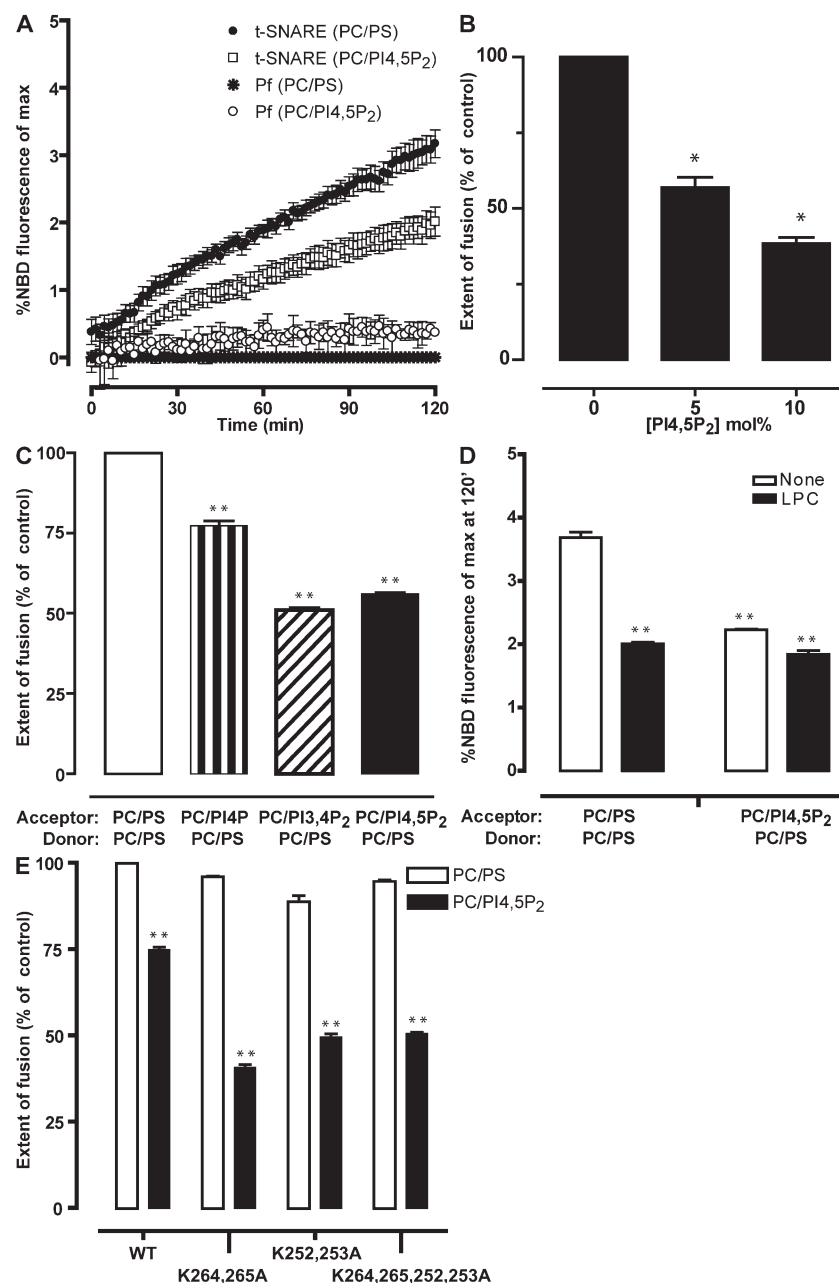 A
5
4
3
2
1
0
%NBD fluorescence of max
t-SNARE (PC/PS)
t-SNARE (PC/PI4,5P2)
Pf (PC/PS)
Pf (PC/PI4,5P2)
0 30 60 90 120
Time (min)
B
100
50
0
Extent of fusion (% of control)
*
*
0 5 10
[PI4,5P2] mol%
C
100
75
50
25
0
Extent of fusion (% of control)
**
**
**
Acceptor: PC/PS PC/PI4P PC/PI3,4P2 PC/PI4,5P2
Donor: PC/PS PC/PS PC/PS PC/PS
D
5
4
3
2
1
0
%NBD fluorescence of max at 120'
None
LPC
**
**
**
Acceptor: PC/PS PC/PI4,5P2
Donor: PC/PS PC/PS
E
100
75
50
25
0
Extent of fusion (% of control)
PC/PS
PC/PI4,5P2
**
**
**
**
WT K252,253A
K264,265A K264,265,252,253A